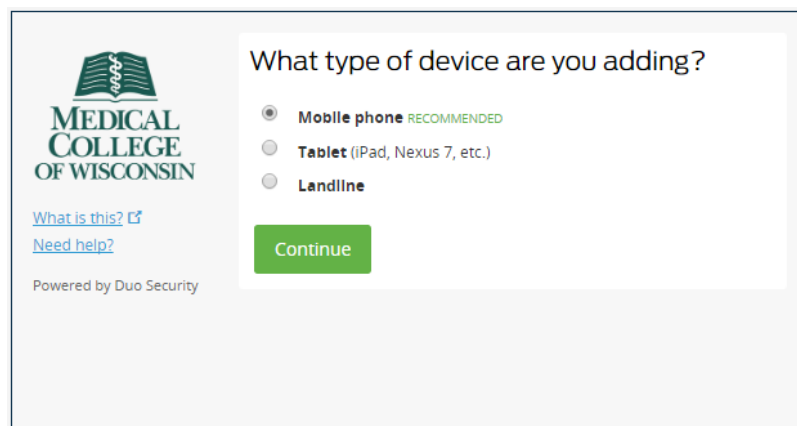 MEDICAL
COLLEGE
OF WISCONSIN
What is this?
Need help?
Powered by Duo Security
What type of device are you adding?
Mobile phone RECOMMENDED
Tablet (iPad, Nexus 7, etc.)
Landline
Continue